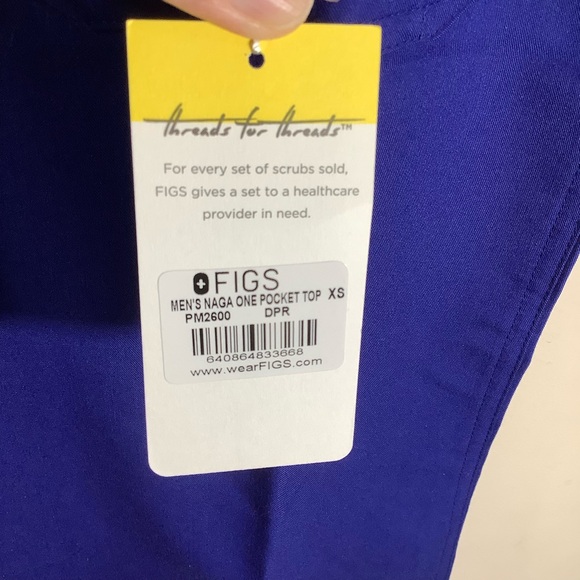 threads for threads™
For every set of scrubs sold,
FIGS gives a set to a healthcare
provider in need.
FIGS
MEN'S NAGA ONE POCKET TOP XS
PM2600 DPR
640864833668
www.wearFIGS.com